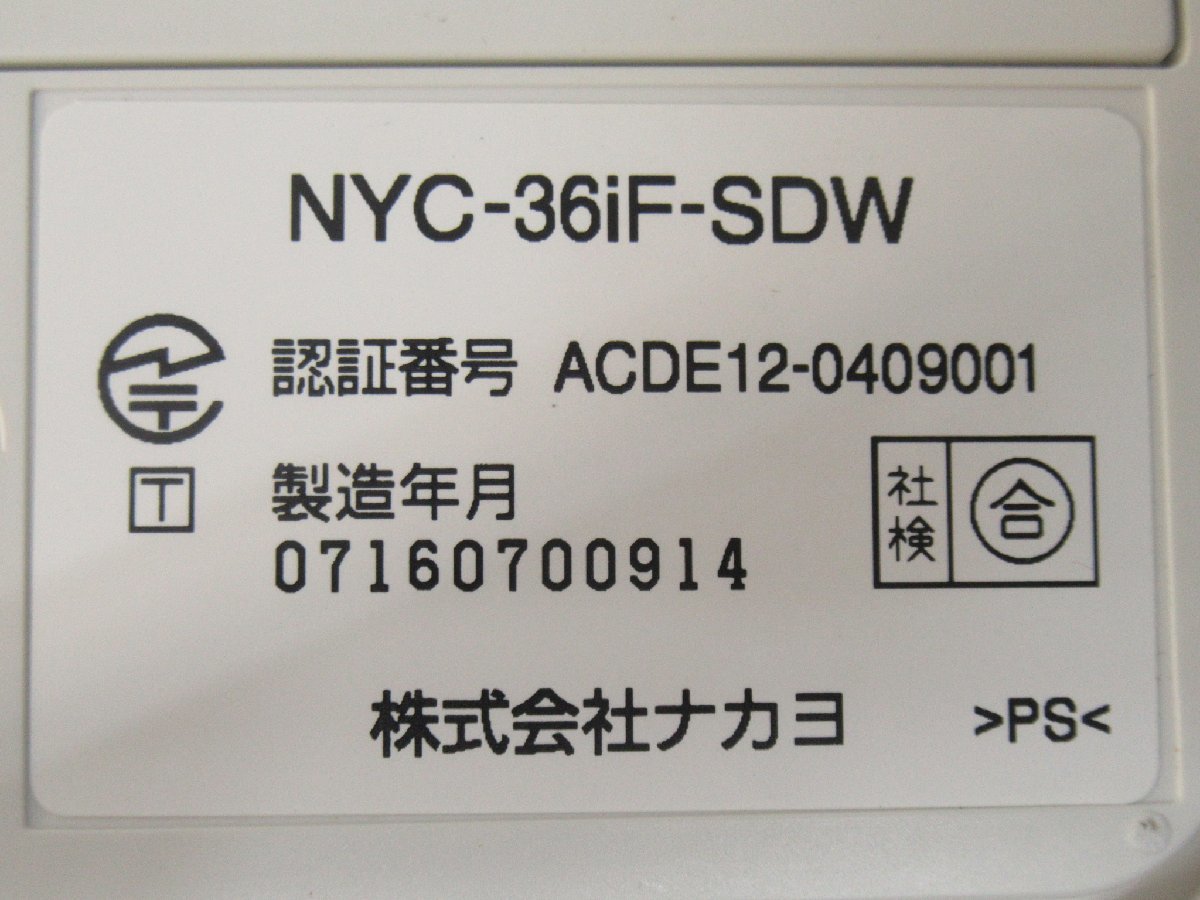 NYC-36iF-SDW
認証番号 ACDE12-0409001
T
製造年月
07160700914
社検 合
株式会社ナカヨ >PS<